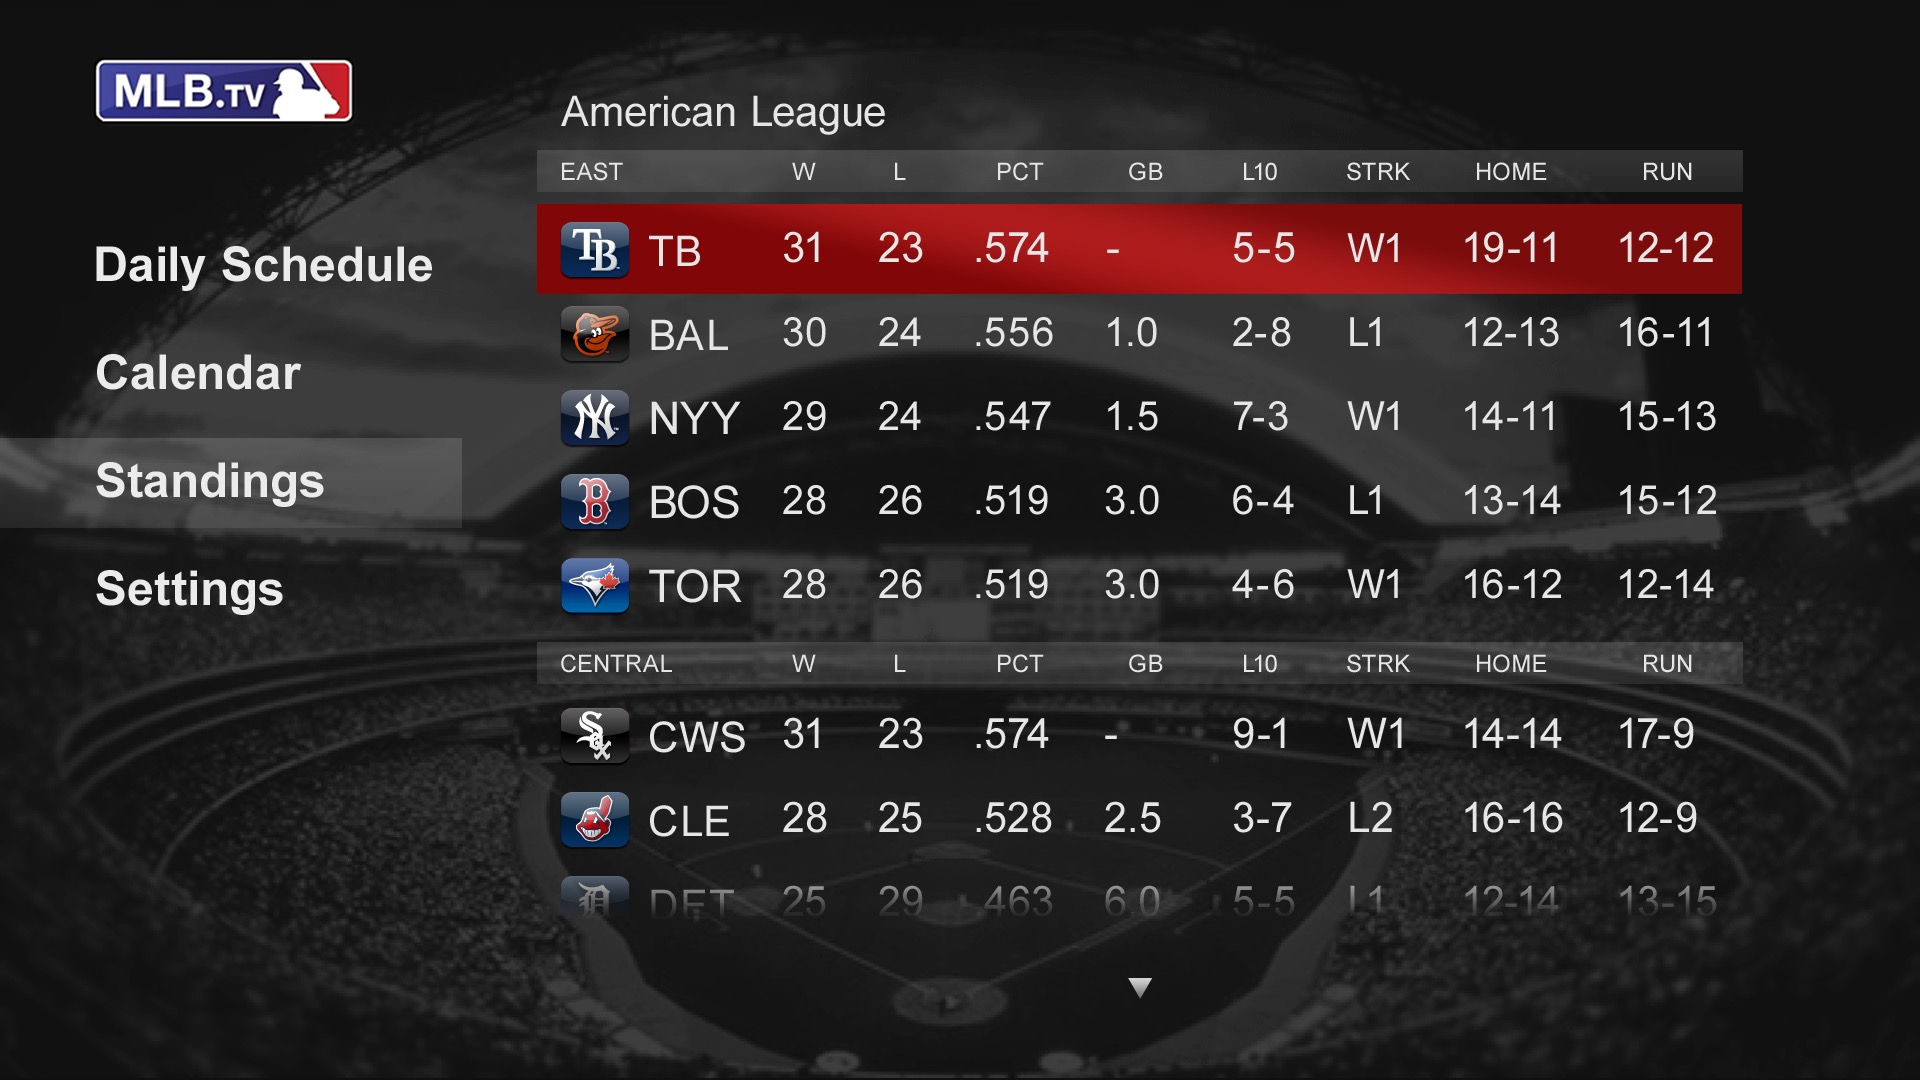 MLB.TV
American League
EAST W L PCT GB L10 STRK HOME RUN
TB 31 23 .574 - 5-5 W1 19-11 12-12
BAL 30 24 .556 1.0 2-8 L1 12-13 16-11
NYY 29 24 .547 1.5 7-3 W1 14-11 15-13
BOS 28 26 .519 3.0 6-4 L1 13-14 15-12
TOR 28 26 .519 3.0 4-6 W1 16-12 12-14
CENTRAL W L PCT GB L10 STRK HOME RUN
CWS 31 23 .574 - 9-1 W1 14-14 17-9
CLE 28 25 .528 2.5 3-7 L2 16-16 12-9
DET 25 29 .463 6.0 5-5 L1 12-14 13-15
Daily Schedule
Calendar
Standings
Settings